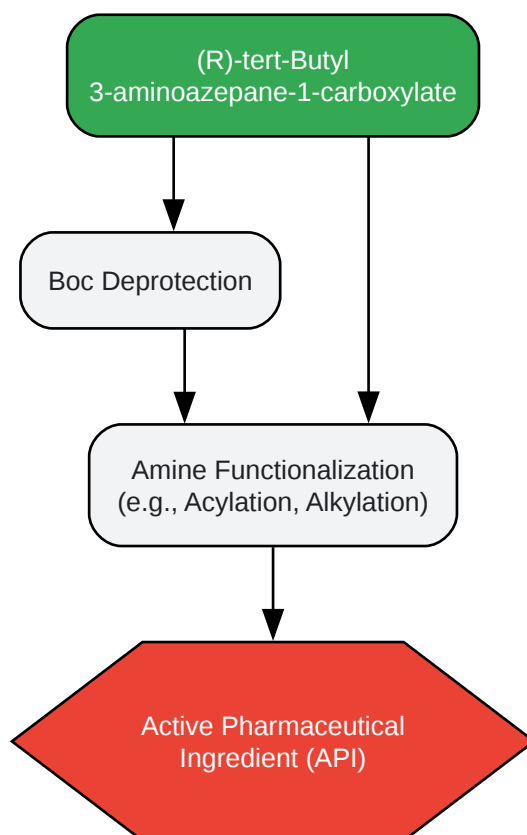 (R)-tert-Butyl
3-aminoazepane-1-carboxylate
Boc Deprotection
Amine Functionalization
(e.g., Acylation, Alkylation)
Active Pharmaceutical
Ingredient (API)